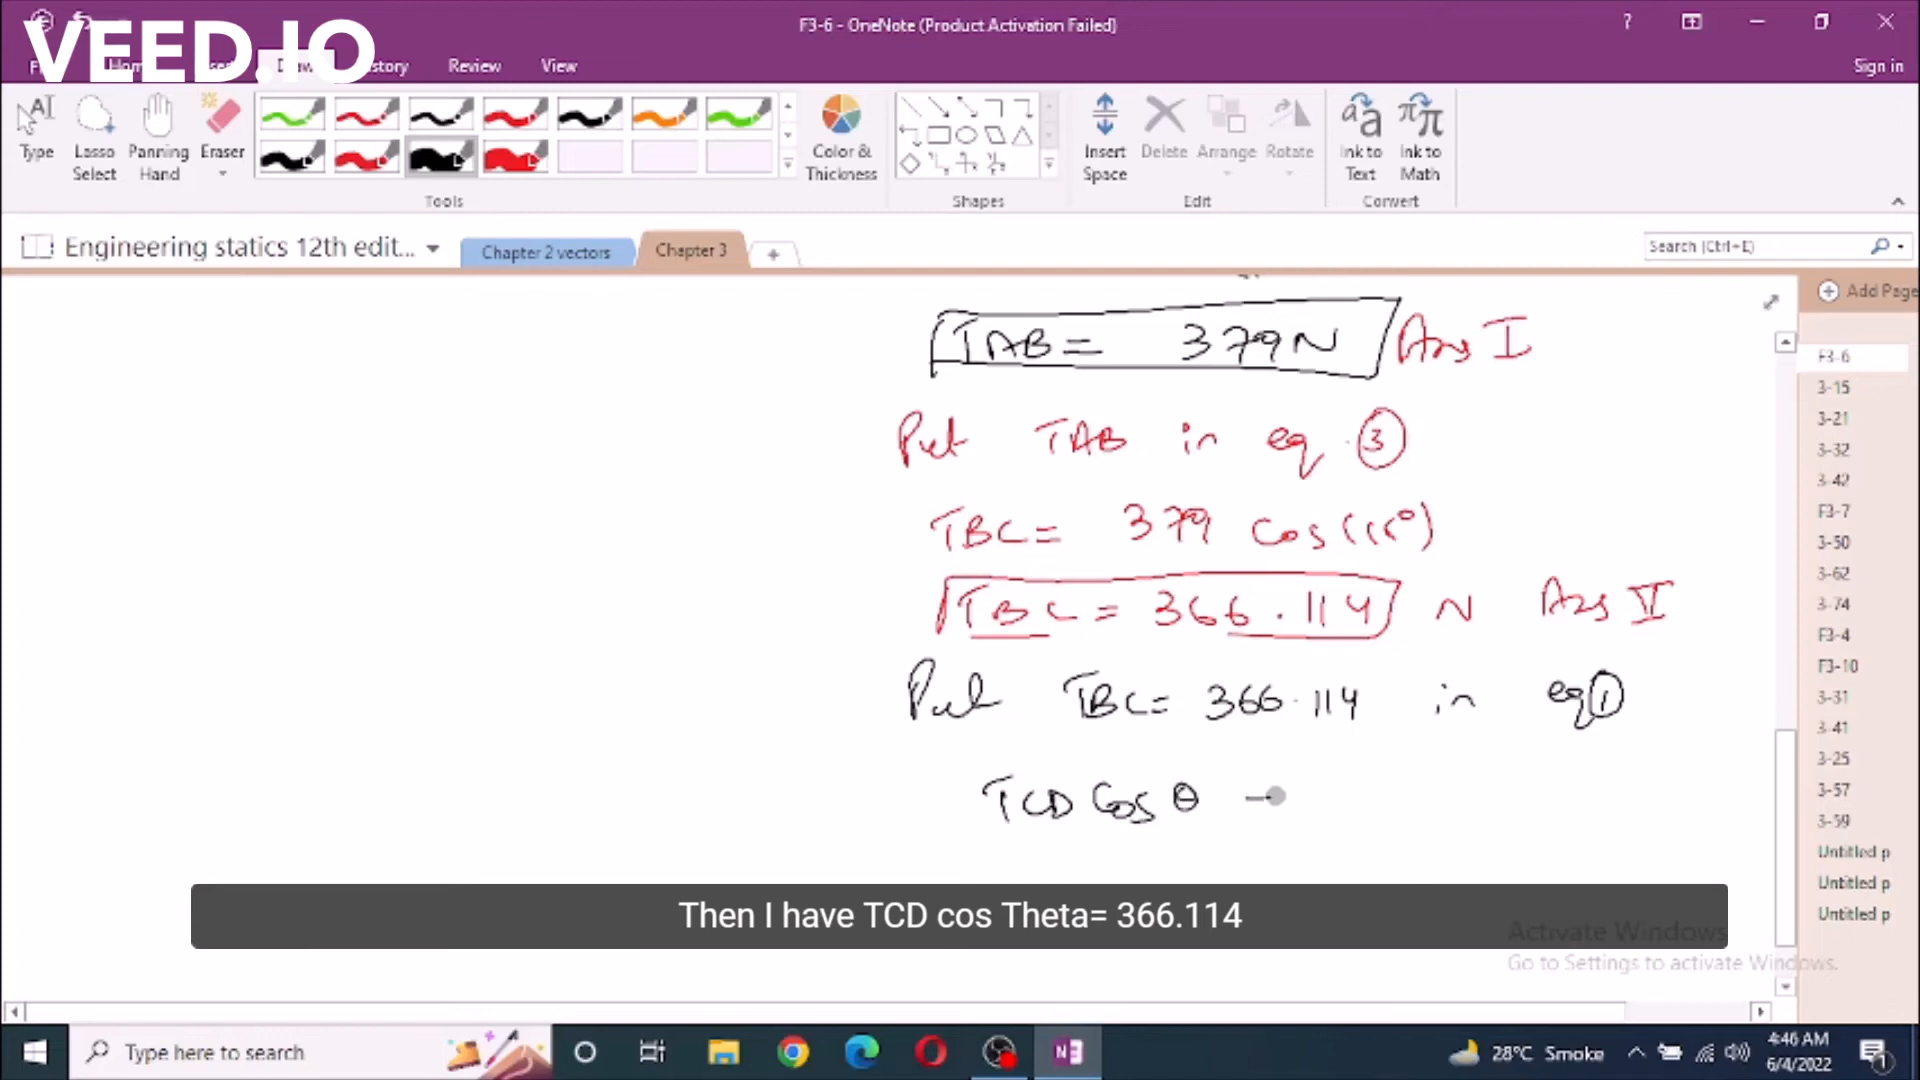 VEED.IO
F3-6 - OneNote (Product Activation Failed)
Review View
Sign in
Type Lasso Select Panning Hand Eraser
Color & Thickness
Insert Space Delete Arrange Rotate
Ink to Text Ink to Math
Tools Shapes Edit Convert
Engineering statics 12th edit... Chapter 2 vectors Chapter 3
Search (Ctrl+E)
Add Page
TAB = 379N Ans I
Put TAB in eq. 3
TBC = 379 Cos(15°)
TBC = 366.114 N Ans II
Put TBC = 366.114 in eq 1
TCD Cos θ
F3-6
3-15
3-21
3-32
3-42
F3-7
3-50
3-62
3-74
F3-4
F3-10
3-31
3-41
3-25
3-57
3-59
Untitled p
Untitled p
Untitled p
Then I have TCD cos Theta= 366.114
Activate Windows
Go to Settings to activate Windows.
Type here to search
28°C Smoke
4:46 AM
6/4/2022